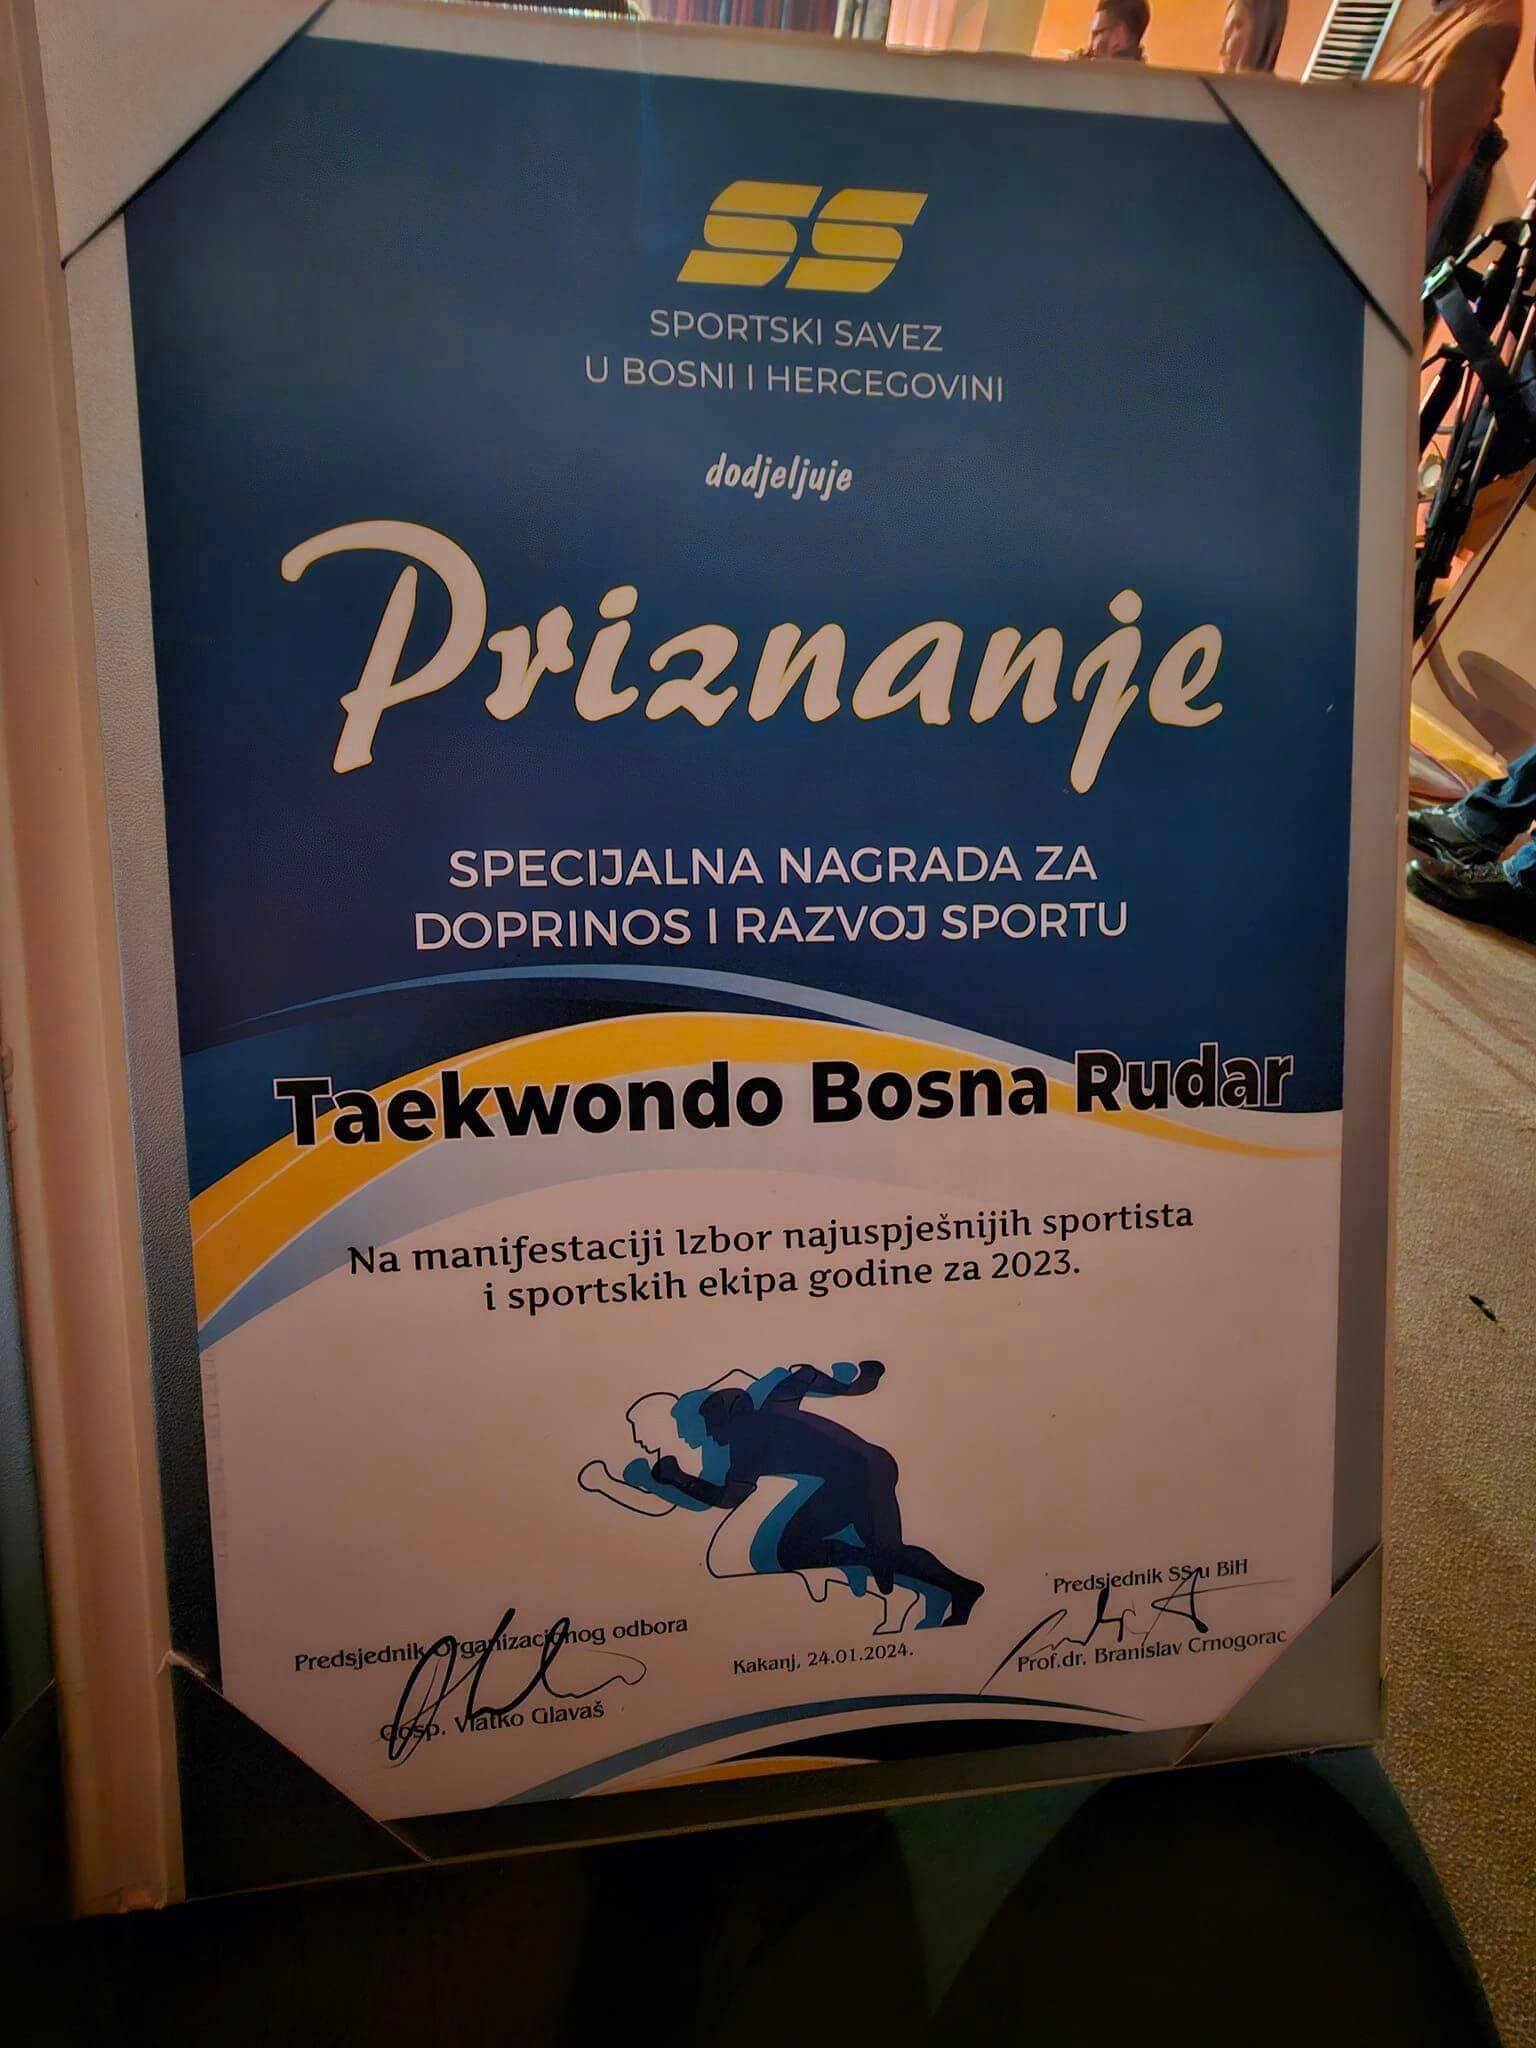 SS
SPORTSKI SAVEZ
U BOSNI I HERCEGOVINI
dodjeljuje
Priznanje
SPECIJALNA NAGRADA ZA
DOPRINOS I RAZVOJ SPORTU
Taekwondo Bosna Rudar
Na manifestaciji Izbor najuspješnijih sportista
i sportskih ekipa godine za 2023.
Predsjednik Organizacionog odbora
Gosp. Vlatko Glavaš
Kakanj, 24.01.2024.
Predsjednik SS u BiH
Prof.dr. Branislav Crnogorac